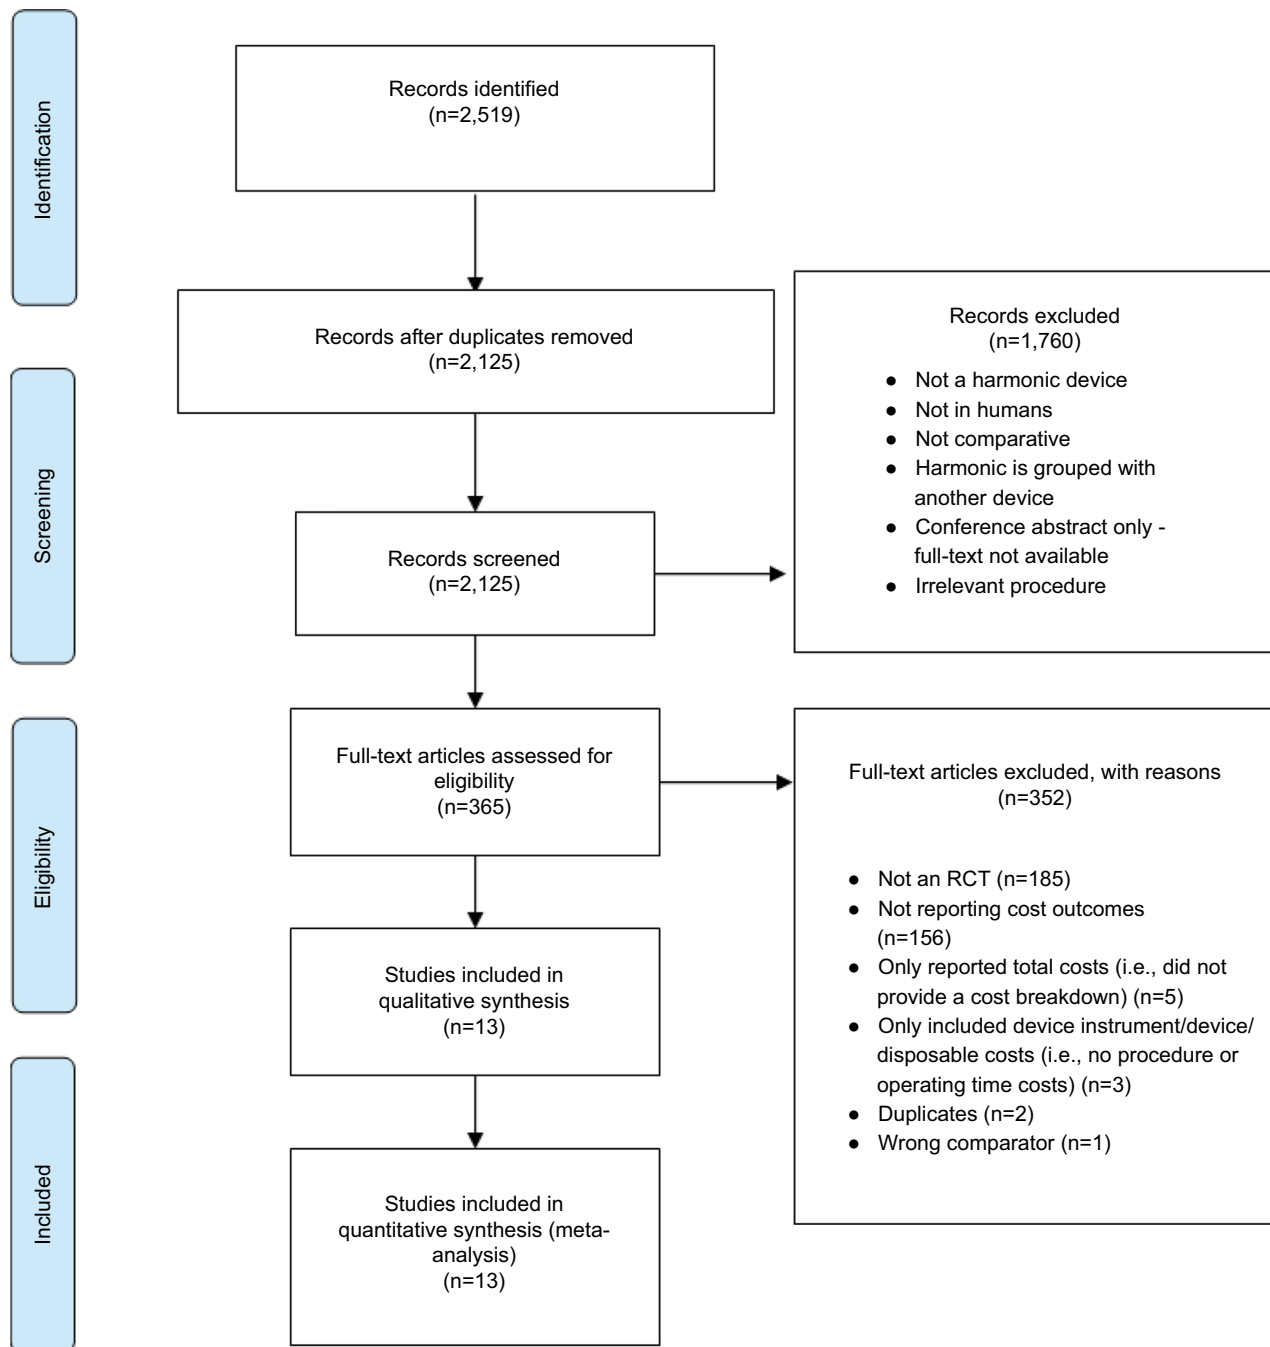 Identification
Records identified
(n=2,519)
Records after duplicates removed
(n=2,125)
Records excluded
(n=1,760)
● Not a harmonic device
● Not in humans
● Not comparative
● Harmonic is grouped with
another device
● Conference abstract only -
full-text not available
● Irrelevant procedure
Screening
Records screened
(n=2,125)
Eligibility
Full-text articles assessed for
eligibility
(n=365)
Full-text articles excluded, with reasons
(n=352)
● Not an RCT (n=185)
● Not reporting cost outcomes
(n=156)
● Only reported total costs (i.e., did not
provide a cost breakdown) (n=5)
● Only included device instrument/device/
disposable costs (i.e., no procedure or
operating time costs) (n=3)
● Duplicates (n=2)
● Wrong comparator (n=1)
Studies included in
qualitative synthesis
(n=13)
Included
Studies included in
quantitative synthesis (meta-
analysis)
(n=13)